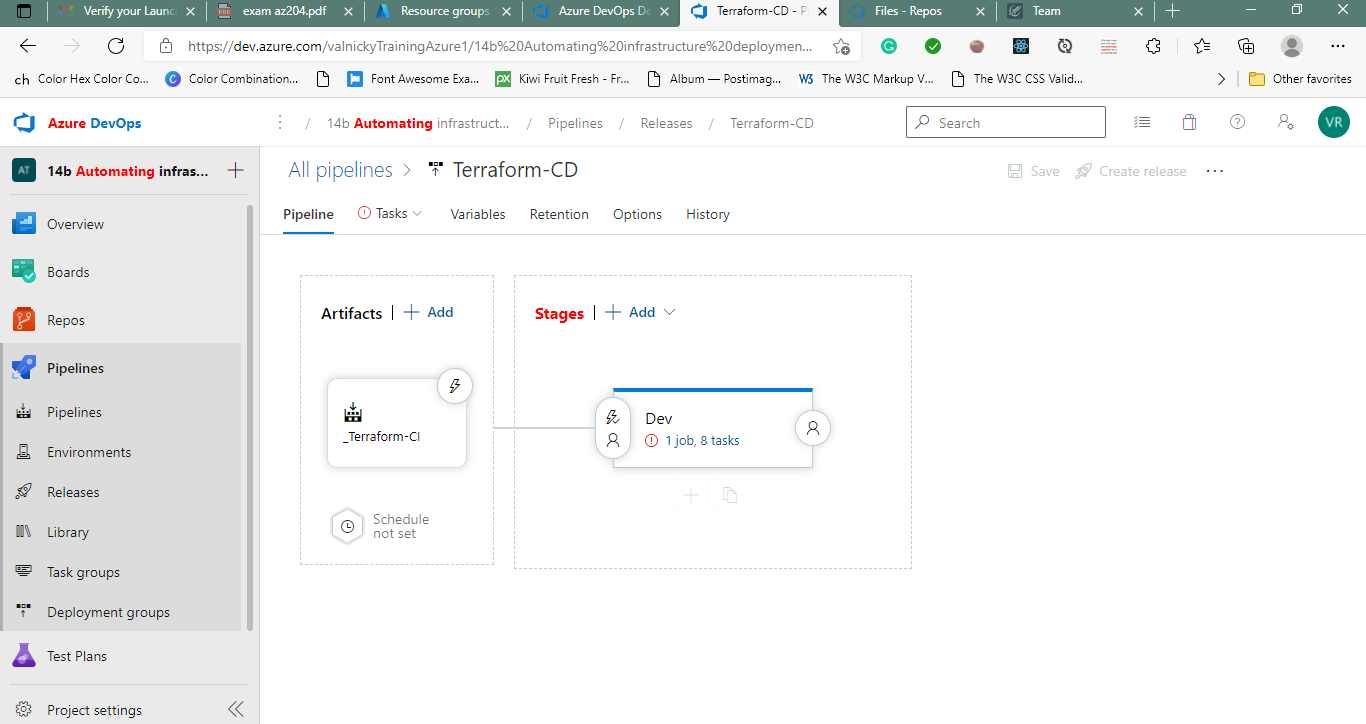 Verify your Launc
exam az204.pdf
Resource groups
Azure DevOps De
Terraform-CD - P
Files - Repos
Team
https://dev.azure.com/valnickyTrainingAzure1/14b%20Automating%20infrastructure%20deploymen...
ch Color Hex Color Co...
C Color Combination...
Font Awesome Exa...
px Kiwi Fruit Fresh - Fr...
Album — Postimag...
W3 The W3C Markup V...
The W3C CSS Valid...
Other favorites
Azure DevOps
/ 14b Automating infrastruct... / Pipelines / Releases / Terraform-CD
Search
VR
AT 14b Automating infras...
All pipelines > Terraform-CD
Save
Create release
Pipeline
Tasks
Variables
Retention
Options
History
Overview
Boards
Repos
Pipelines
Pipelines
Environments
Releases
Library
Task groups
Deployment groups
Test Plans
Project settings
Artifacts | + Add
_Terraform-CI
Schedule
not set
Stages | + Add
Dev
1 job, 8 tasks